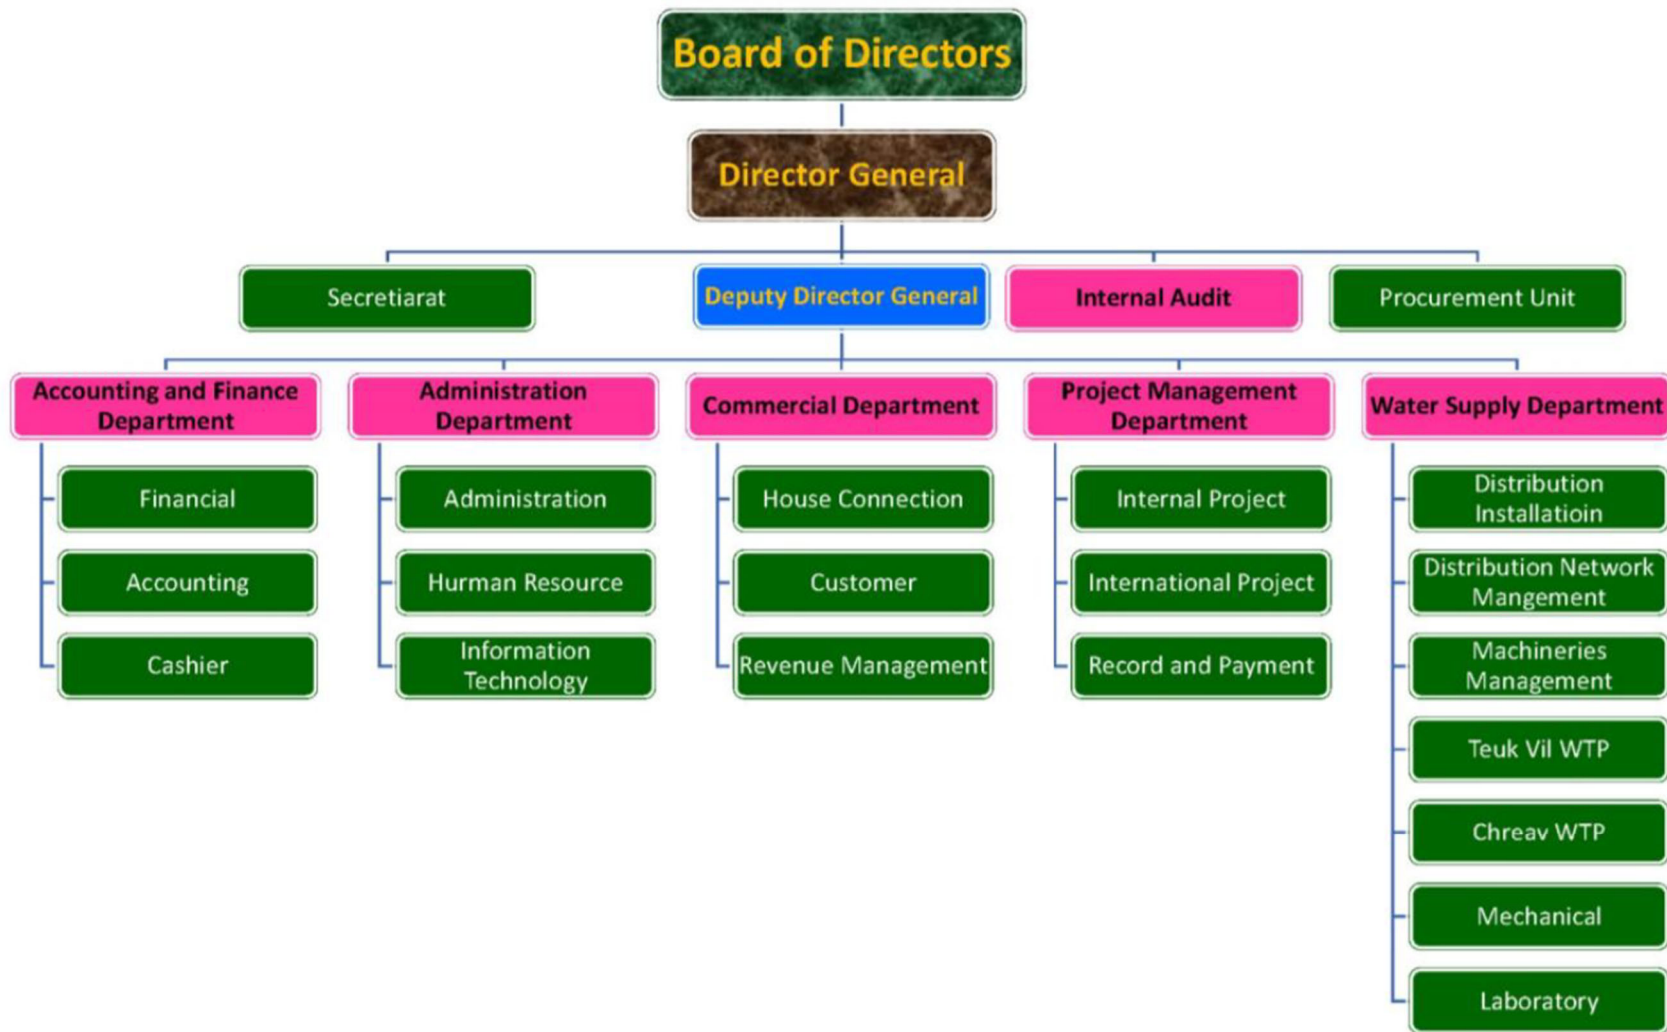 Board of Directors
Director General
Secretiarat
Deputy Director General
Internal Audit
Procurement Unit
Accounting and Finance
Department
Administration
Department
Commercial Department
Project Management
Department
Water Supply Department
Financial
Accounting
Cashier
Administration
Hurman Resource
Information
Technology
House Connection
Customer
Revenue Management
Internal Project
International Project
Record and Payment
Distribution
Installatioin
Distribution Network
Mangement
Machineries
Management
Teuk Vil WTP
Chreav WTP
Mechanical
Laboratory